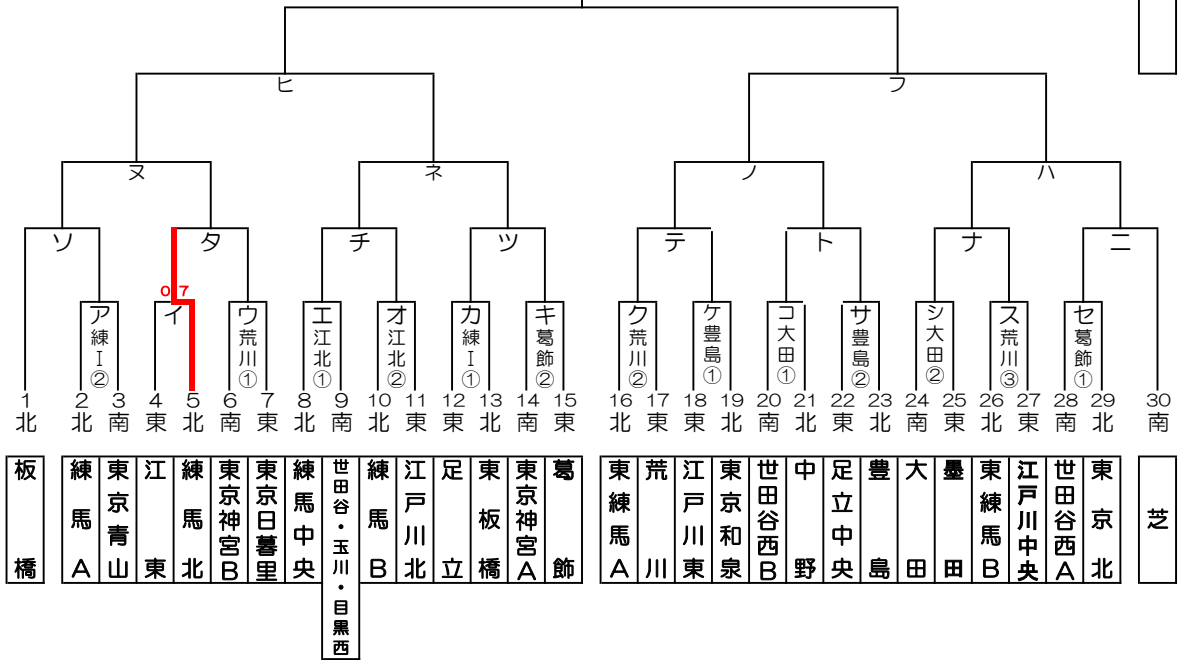 ヒ
フ
ヌ
ネ
ノ
ハ
ソ
タ
チ
ツ
テ
ト
ナ
ニ
0 7
ア練Ⅰ②
イ
ウ荒川①
エ江北①
オ江北②
カ練Ⅰ①
キ葛飾②
ク荒川②
ケ豊島①
コ大田①
サ豊島②
シ大田②
ス荒川③
セ葛飾①
1 2 3 4 5 6 7 8 9 10 11 12 13 14 15 16 17 18 19 20 21 22 23 24 25 26 27 28 29 30
北 北 南 東 北 南 東 北 南 北 東 東 北 南 東 北 東 東 北 南 北 東 北 南 東 北 東 南 北 南
板橋
練馬A
東京青山
江東
練馬北
東京神宮B
東京日暮里
練馬中央
世田谷・玉川・目黒西
練馬B
江戸川北
足立
東板橋
東京神宮A
葛飾
東練馬A
荒川
江戸川東
東京和泉
世田谷西B
中野
足立中央
豊島
大田
墨田
東練馬B
江戸川中央
世田谷西A
東京北
芝